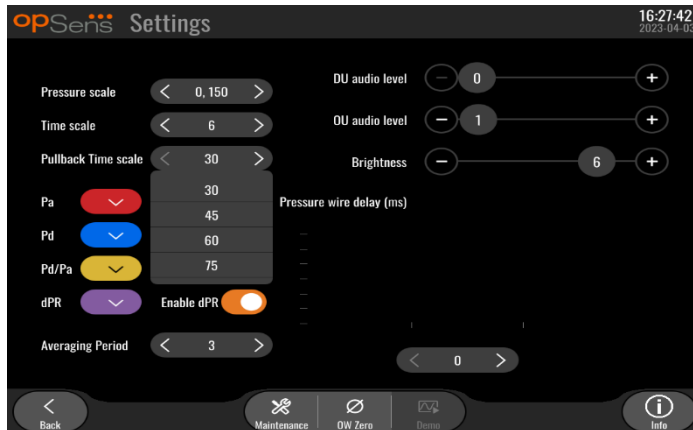 opSens Settings
16:27:42
2023-04-03
Pressure scale < 0, 150 >
Time scale < 6 >
Pullback Time scale < 30 >
30
45
60
75
Pa
Pd
Pd/Pa
dPR Enable dPR
Averaging Period < 3 >
DU audio level − 0 +
OU audio level − 1 +
Brightness − 6 +
Pressure wire delay (ms)
< 0 >
Back
Maintenance
OW Zero
Demo
Info